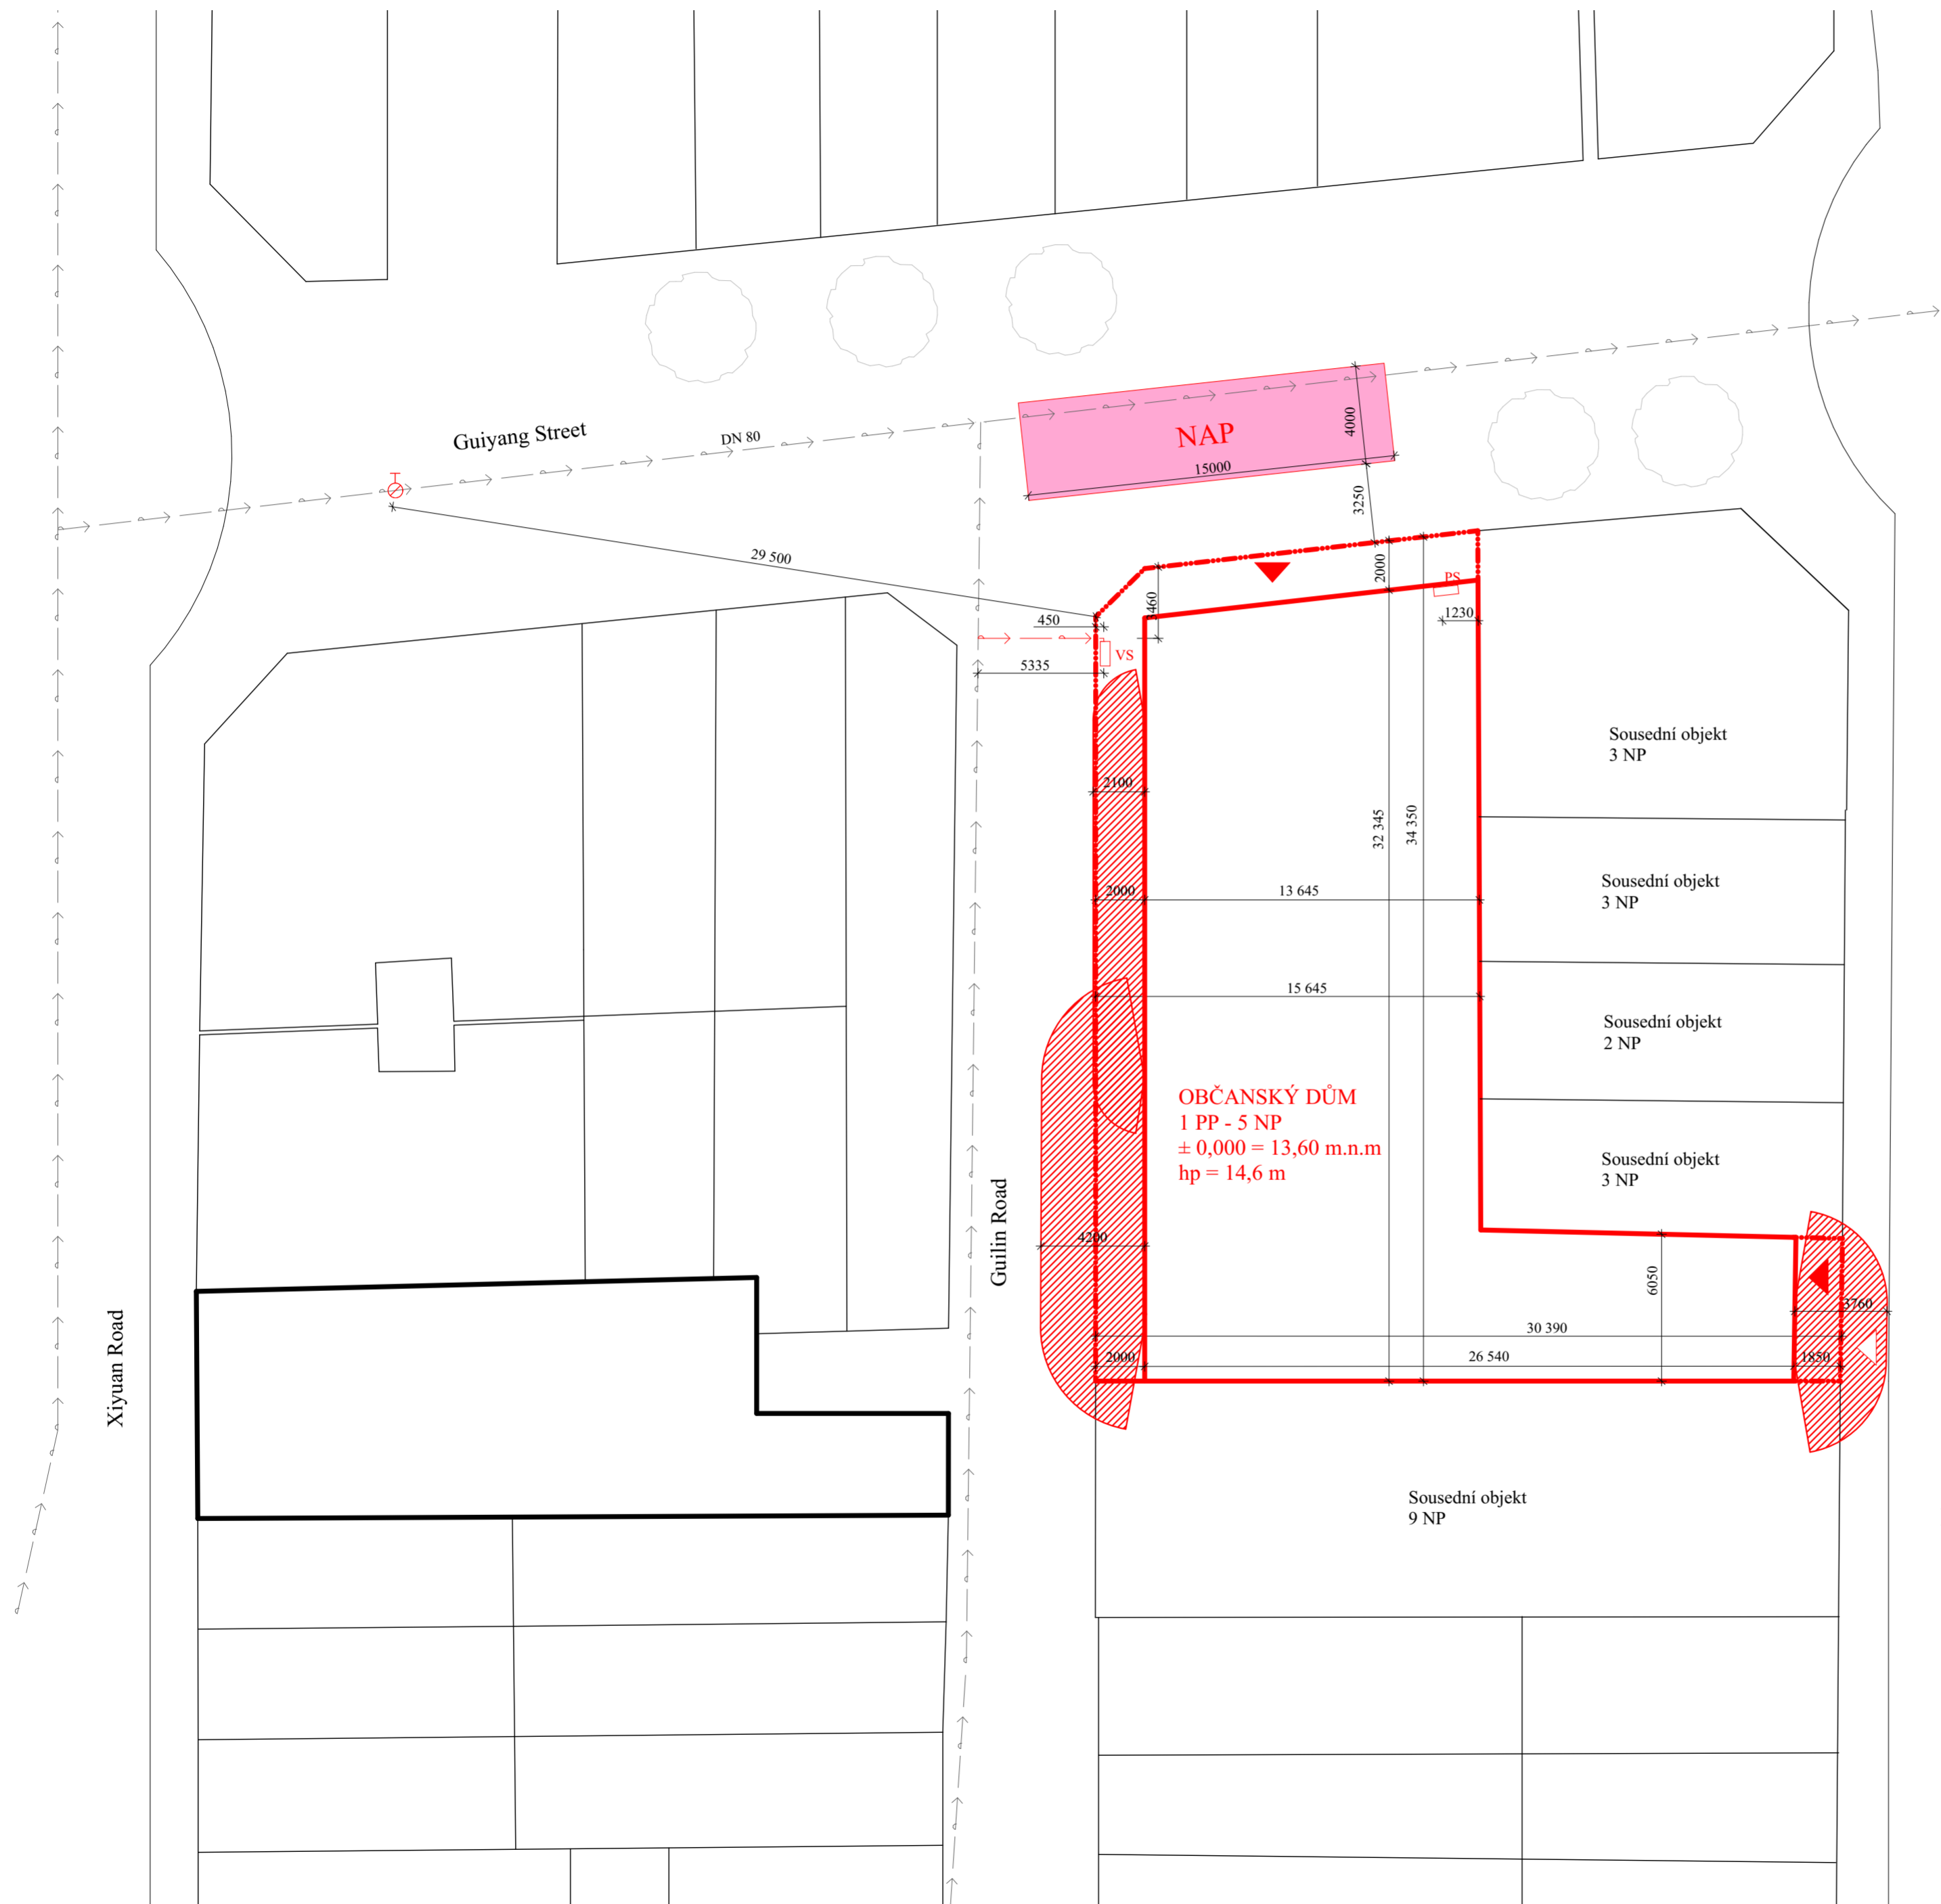 Guiyang Street
DN 80
NAP
4000
15000
3250
29 500
2000
PS
1230
450
VS
5335
Sousední objekt
3 NP
2100
32 345
34 350
2000
13 645
Sousední objekt
3 NP
15 645
Sousední objekt
2 NP
OBČANSKÝ DŮM
1 PP - 5 NP
± 0,000 = 13,60 m.n.m
hp = 14,6 m
Sousední objekt
3 NP
Guilin Road
4200
6050
3760
30 390
2000
26 540
1850
Xiyuan Road
Sousední objekt
9 NP